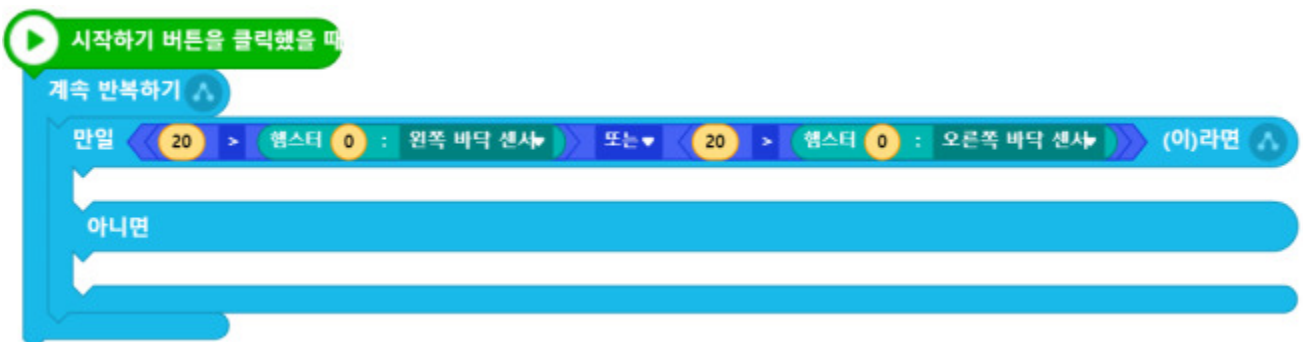 시작하기 버튼을 클릭했을 때
계속 반복하기
만일 20 > 햄스터 0 : 왼쪽 바닥 센서 또는 20 > 햄스터 0 : 오른쪽 바닥 센서 (이)라면
아니면